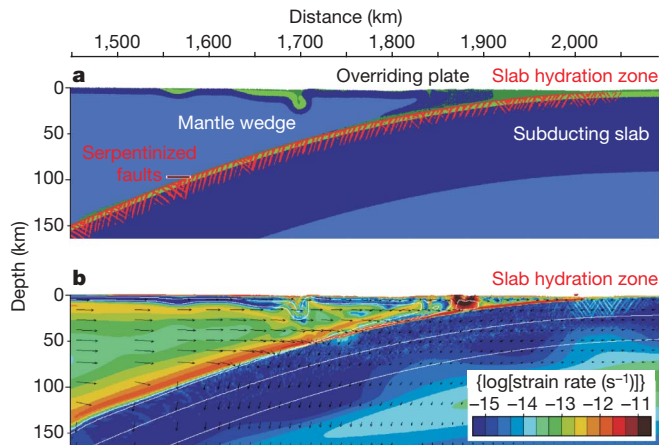 Distance (km)
1,500 1,600 1,700 1,800 1,900 2,000
a
Overriding plate
Slab hydration zone
0
Mantle wedge
Subducting slab
50
Serpentinized
faults
100
150
b
Slab hydration zone
Depth (km)
0
50
100
150
{log[strain rate (s⁻¹)]}
–15 –14 –13 –12 –11